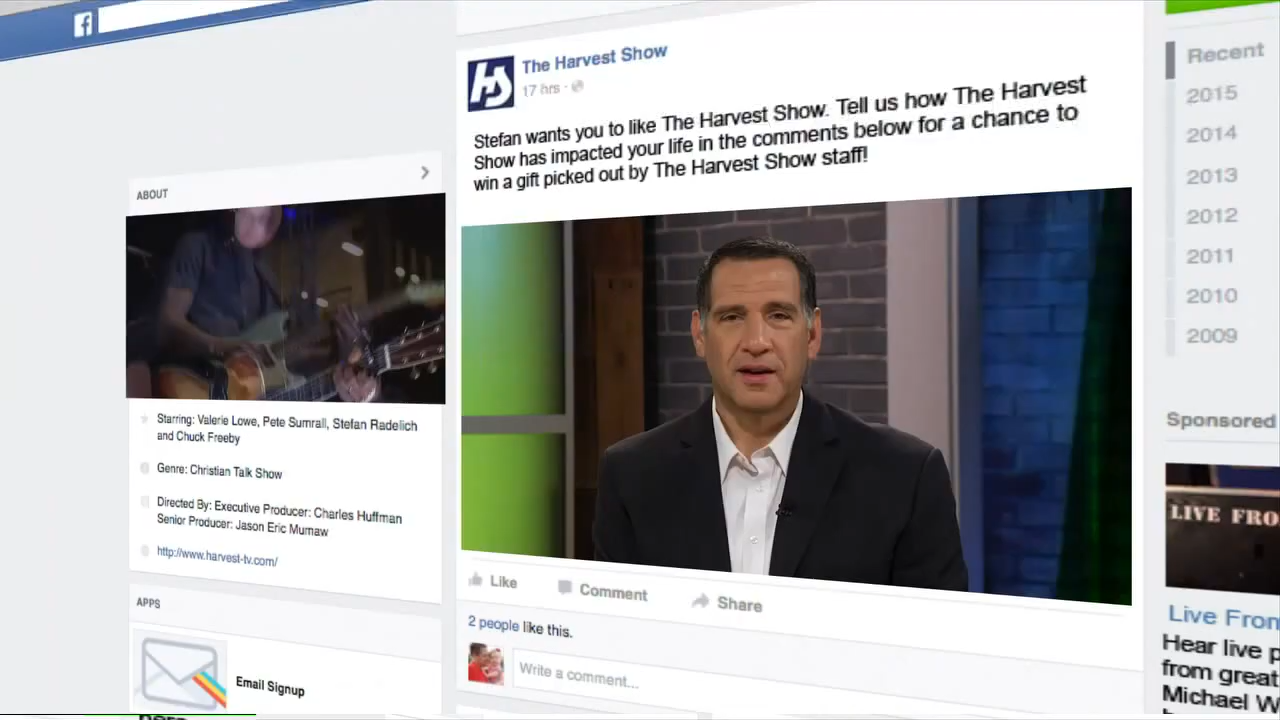 f
The Harvest Show
17 hrs ·
Stefan wants you to like The Harvest Show. Tell us how The Harvest
Show has impacted your life in the comments below for a chance to
win a gift picked out by The Harvest Show staff!
Like
Comment
Share
2 people like this.
Write a comment...
ABOUT
Starring: Valerie Lowe, Pete Sumrall, Stefan Radelich
and Chuck Freeby
Genre: Christian Talk Show
Directed By: Executive Producer: Charles Huffman
Senior Producer: Jason Eric Mumaw
http://www.harvest-tv.com/
APPS
Email Signup
Recent
2015
2014
2013
2012
2011
2010
2009
Sponsored
LIVE FRO
Live From
Hear live p
from great
Michael W